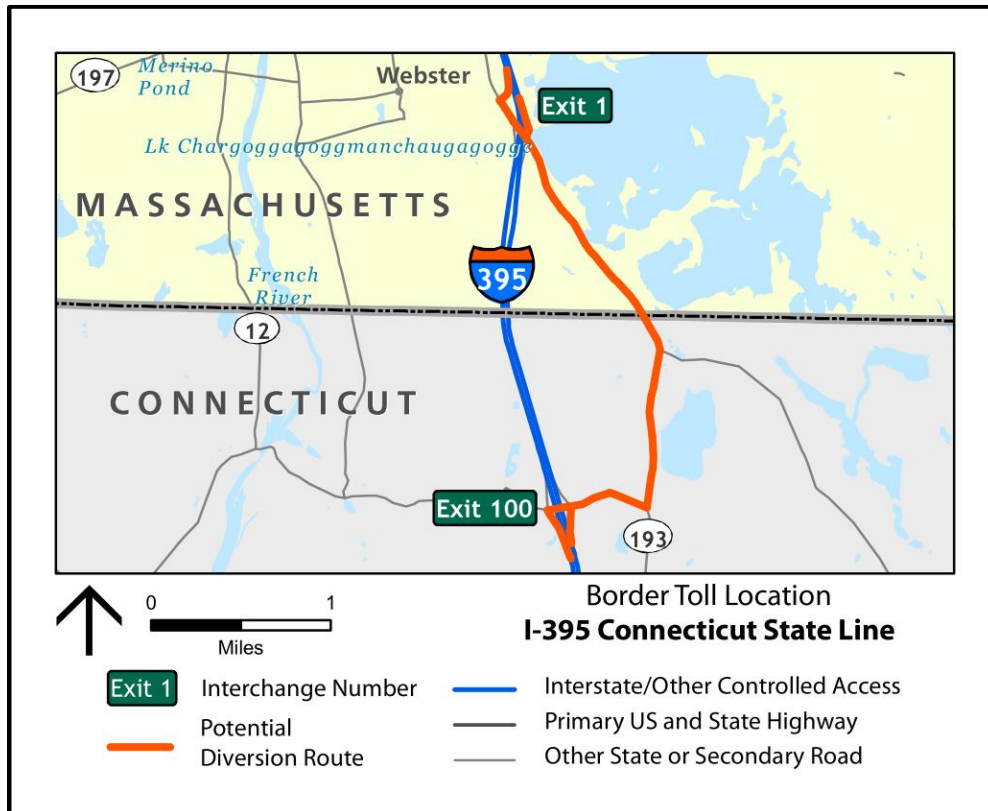 197
Merino
Pond
Webster
Exit 1
Lk Chargoggagoggmanchaugagoggc
MASSACHUSETTS
395
French
River
12
CONNECTICUT
Exit 100
193
0 1
Miles
Border Toll Location
I-395 Connecticut State Line
Exit 1 Interchange Number
Potential
Diversion Route
Interstate/Other Controlled Access
Primary US and State Highway
Other State or Secondary Road